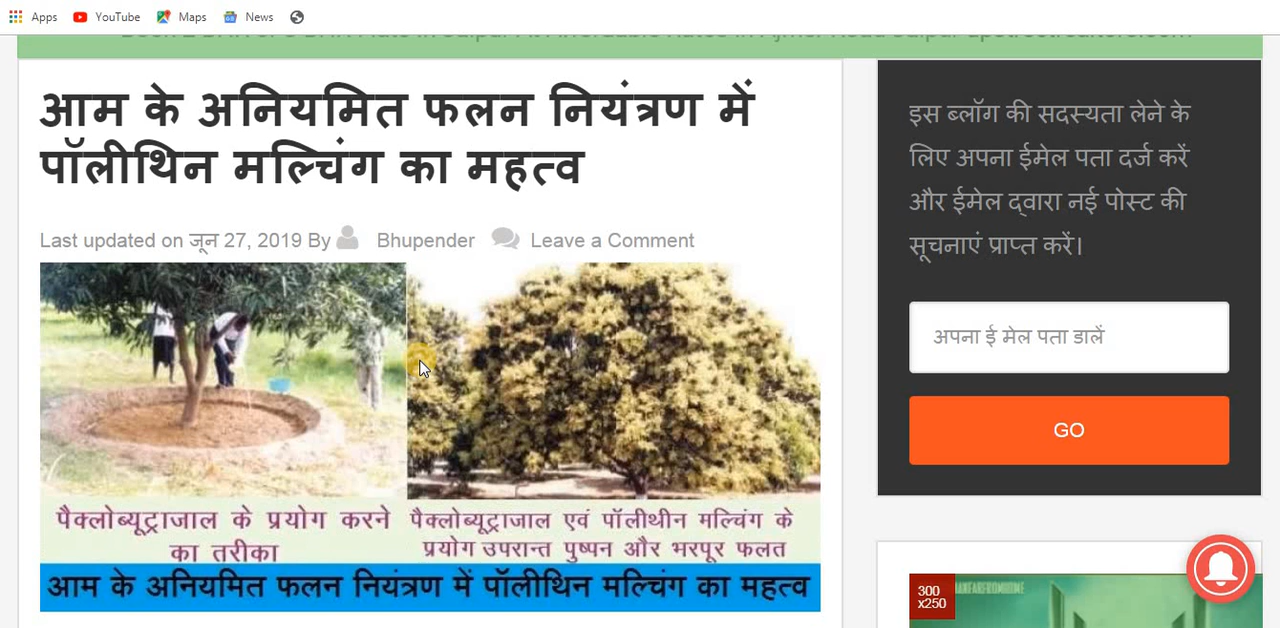 Apps YouTube Maps News
आम के अनियमित फलन नियंत्रण में
पॉलीथिन मल्चिंग का महत्व
Last updated on जून 27, 2019 By Bhupender Leave a Comment
पैक्लोब्यूट्राजाल के प्रयोग करने
का तरीका
पैक्लोब्यूट्राजाल एवं पॉलीथीन मल्चिंग के
प्रयोग उपरान्त पुष्पन और भरपूर फलत
आम के अनियमित फलन नियंत्रण में पॉलीथिन मल्चिंग का महत्व
इस ब्लॉग की सदस्यता लेने के
लिए अपना ईमेल पता दर्ज करें
और ईमेल द्वारा नई पोस्ट की
सूचनाएं प्राप्त करें।
अपना ई मेल पता डालें
GO
300
x250